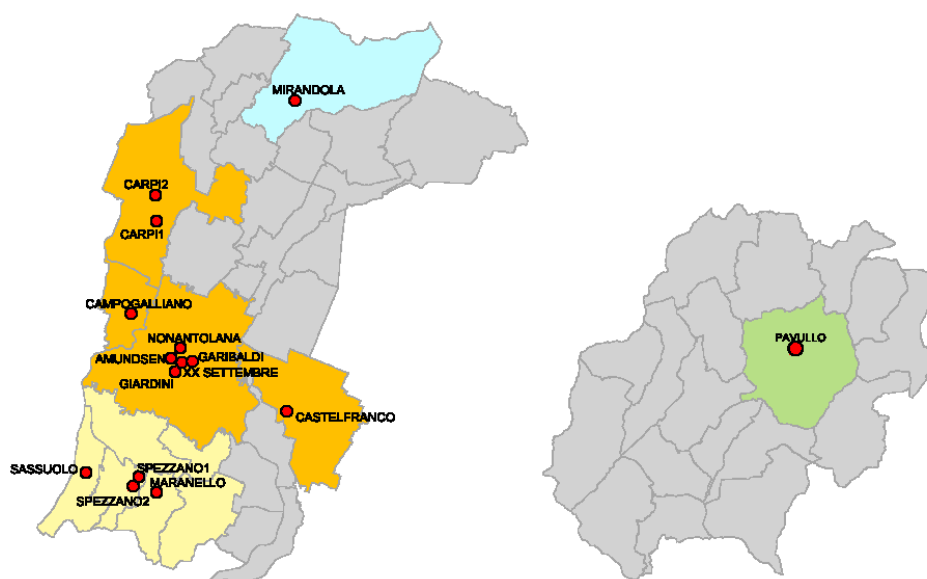 MIRANDOLA
CARPI2
CARPI1
CAMPOGALLIANO
NONANTOLANA
AMUNDSEN
GARIBALDI
GIARDINI
XX SETTEMBRE
CASTELFRANCO
SASSUOLO
SPEZZANO1
MARANELLO
SPEZZANO2
PAVULLO